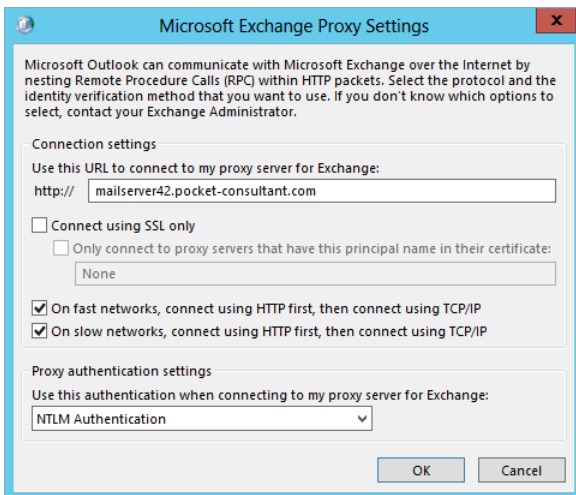 Microsoft Exchange Proxy Settings
x
Microsoft Outlook can communicate with Microsoft Exchange over the Internet by
nesting Remote Procedure Calls (RPC) within HTTP packets. Select the protocol and the
identity verification method that you want to use. If you don't know which options to
select, contact your Exchange Administrator.
Connection settings
Use this URL to connect to my proxy server for Exchange:
http:// mailserver42.pocket-consultant.com
Connect using SSL only
Only connect to proxy servers that have this principal name in their certificate:
None
On fast networks, connect using HTTP first, then connect using TCP/IP
On slow networks, connect using HTTP first, then connect using TCP/IP
Proxy authentication settings
Use this authentication when connecting to my proxy server for Exchange:
NTLM Authentication
OK Cancel